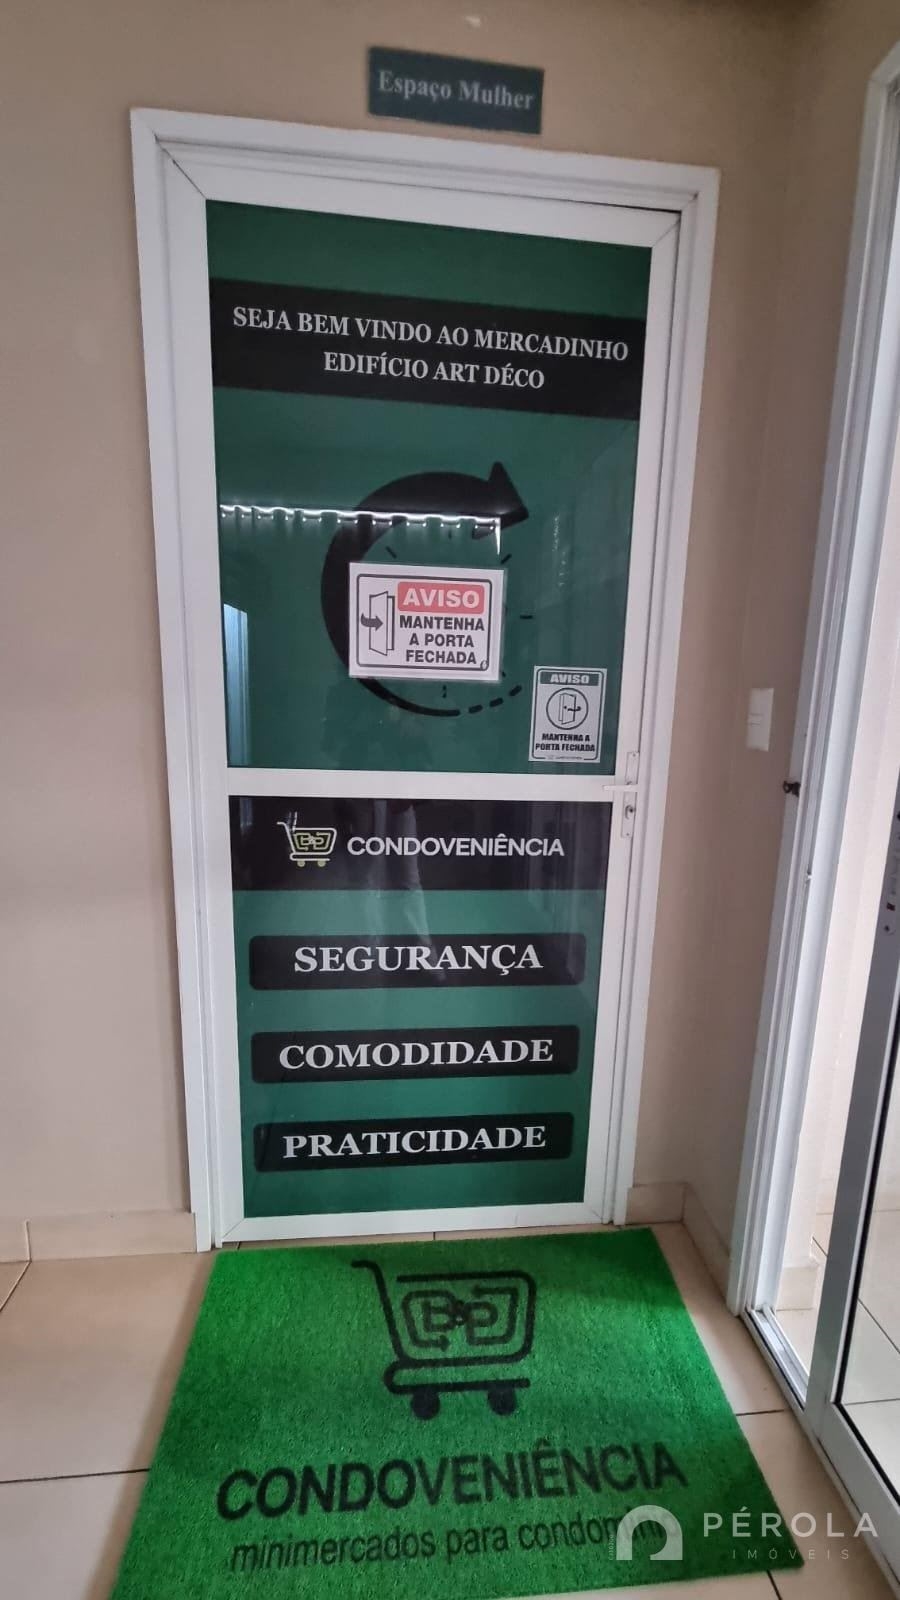 Espaço Mulher
SEJA BEM VINDO AO MERCADINHO
EDIFÍCIO ART DÉCO
AVISO
MANTENHA
A PORTA
FECHADA
AVISO
MANTENHA A
PORTA FECHADA
B&D
CONDOVENIÊNCIA
SEGURANÇA
COMODIDADE
PRATICIDADE
CONDOVENIÊNCIA
minimercados para
PÉROLA
IMÓVEIS